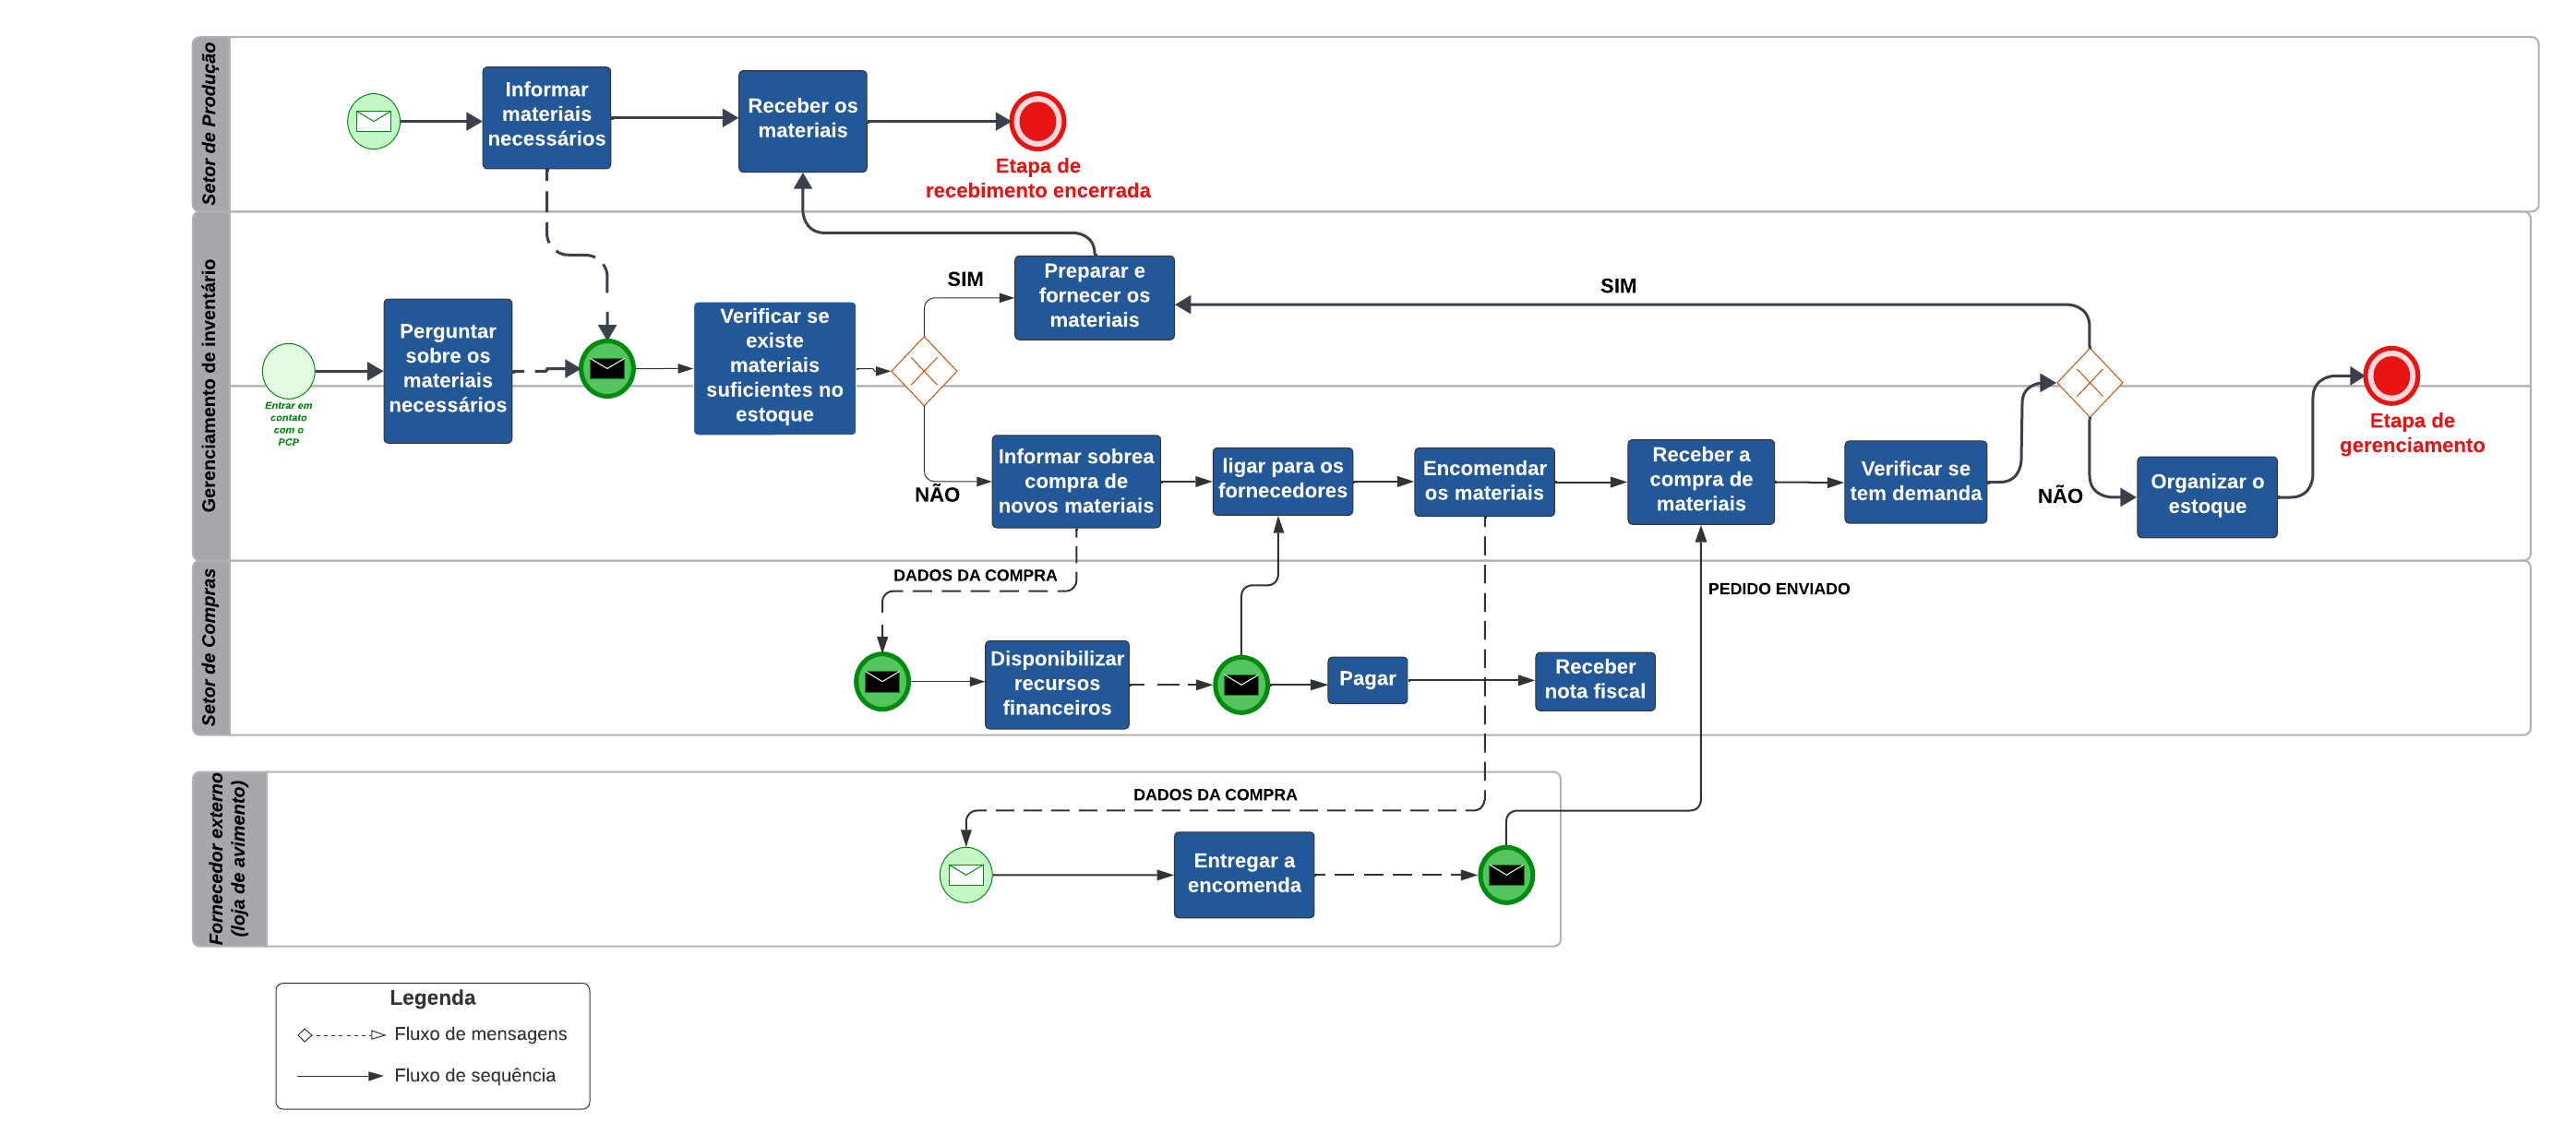 Setor de Produção
Informar
materiais
necessários
Receber os
materiais
Etapa de
recebimento encerrada
Gerenciamento de inventário
Entrar em
contato
com o
PCP
Perguntar
sobre os
materiais
necessários
Verificar se
existe
materiais
suficientes no
estoque
SIM
Preparar e
fornecer os
materiais
SIM
NÃO
Informar sobrea
compra de
novos materiais
ligar para os
fornecedores
Encomendar
os materiais
Receber a
compra de
materiais
Verificar se
tem demanda
NÃO
Organizar o
estoque
Etapa de
gerenciamento
Setor de Compras
DADOS DA COMPRA
Disponibilizar
recursos
financeiros
Pagar
Receber
nota fiscal
PEDIDO ENVIADO
Fornecedor externo
(loja de avimento)
DADOS DA COMPRA
Entregar a
encomenda
Legenda
Fluxo de mensagens
Fluxo de sequência